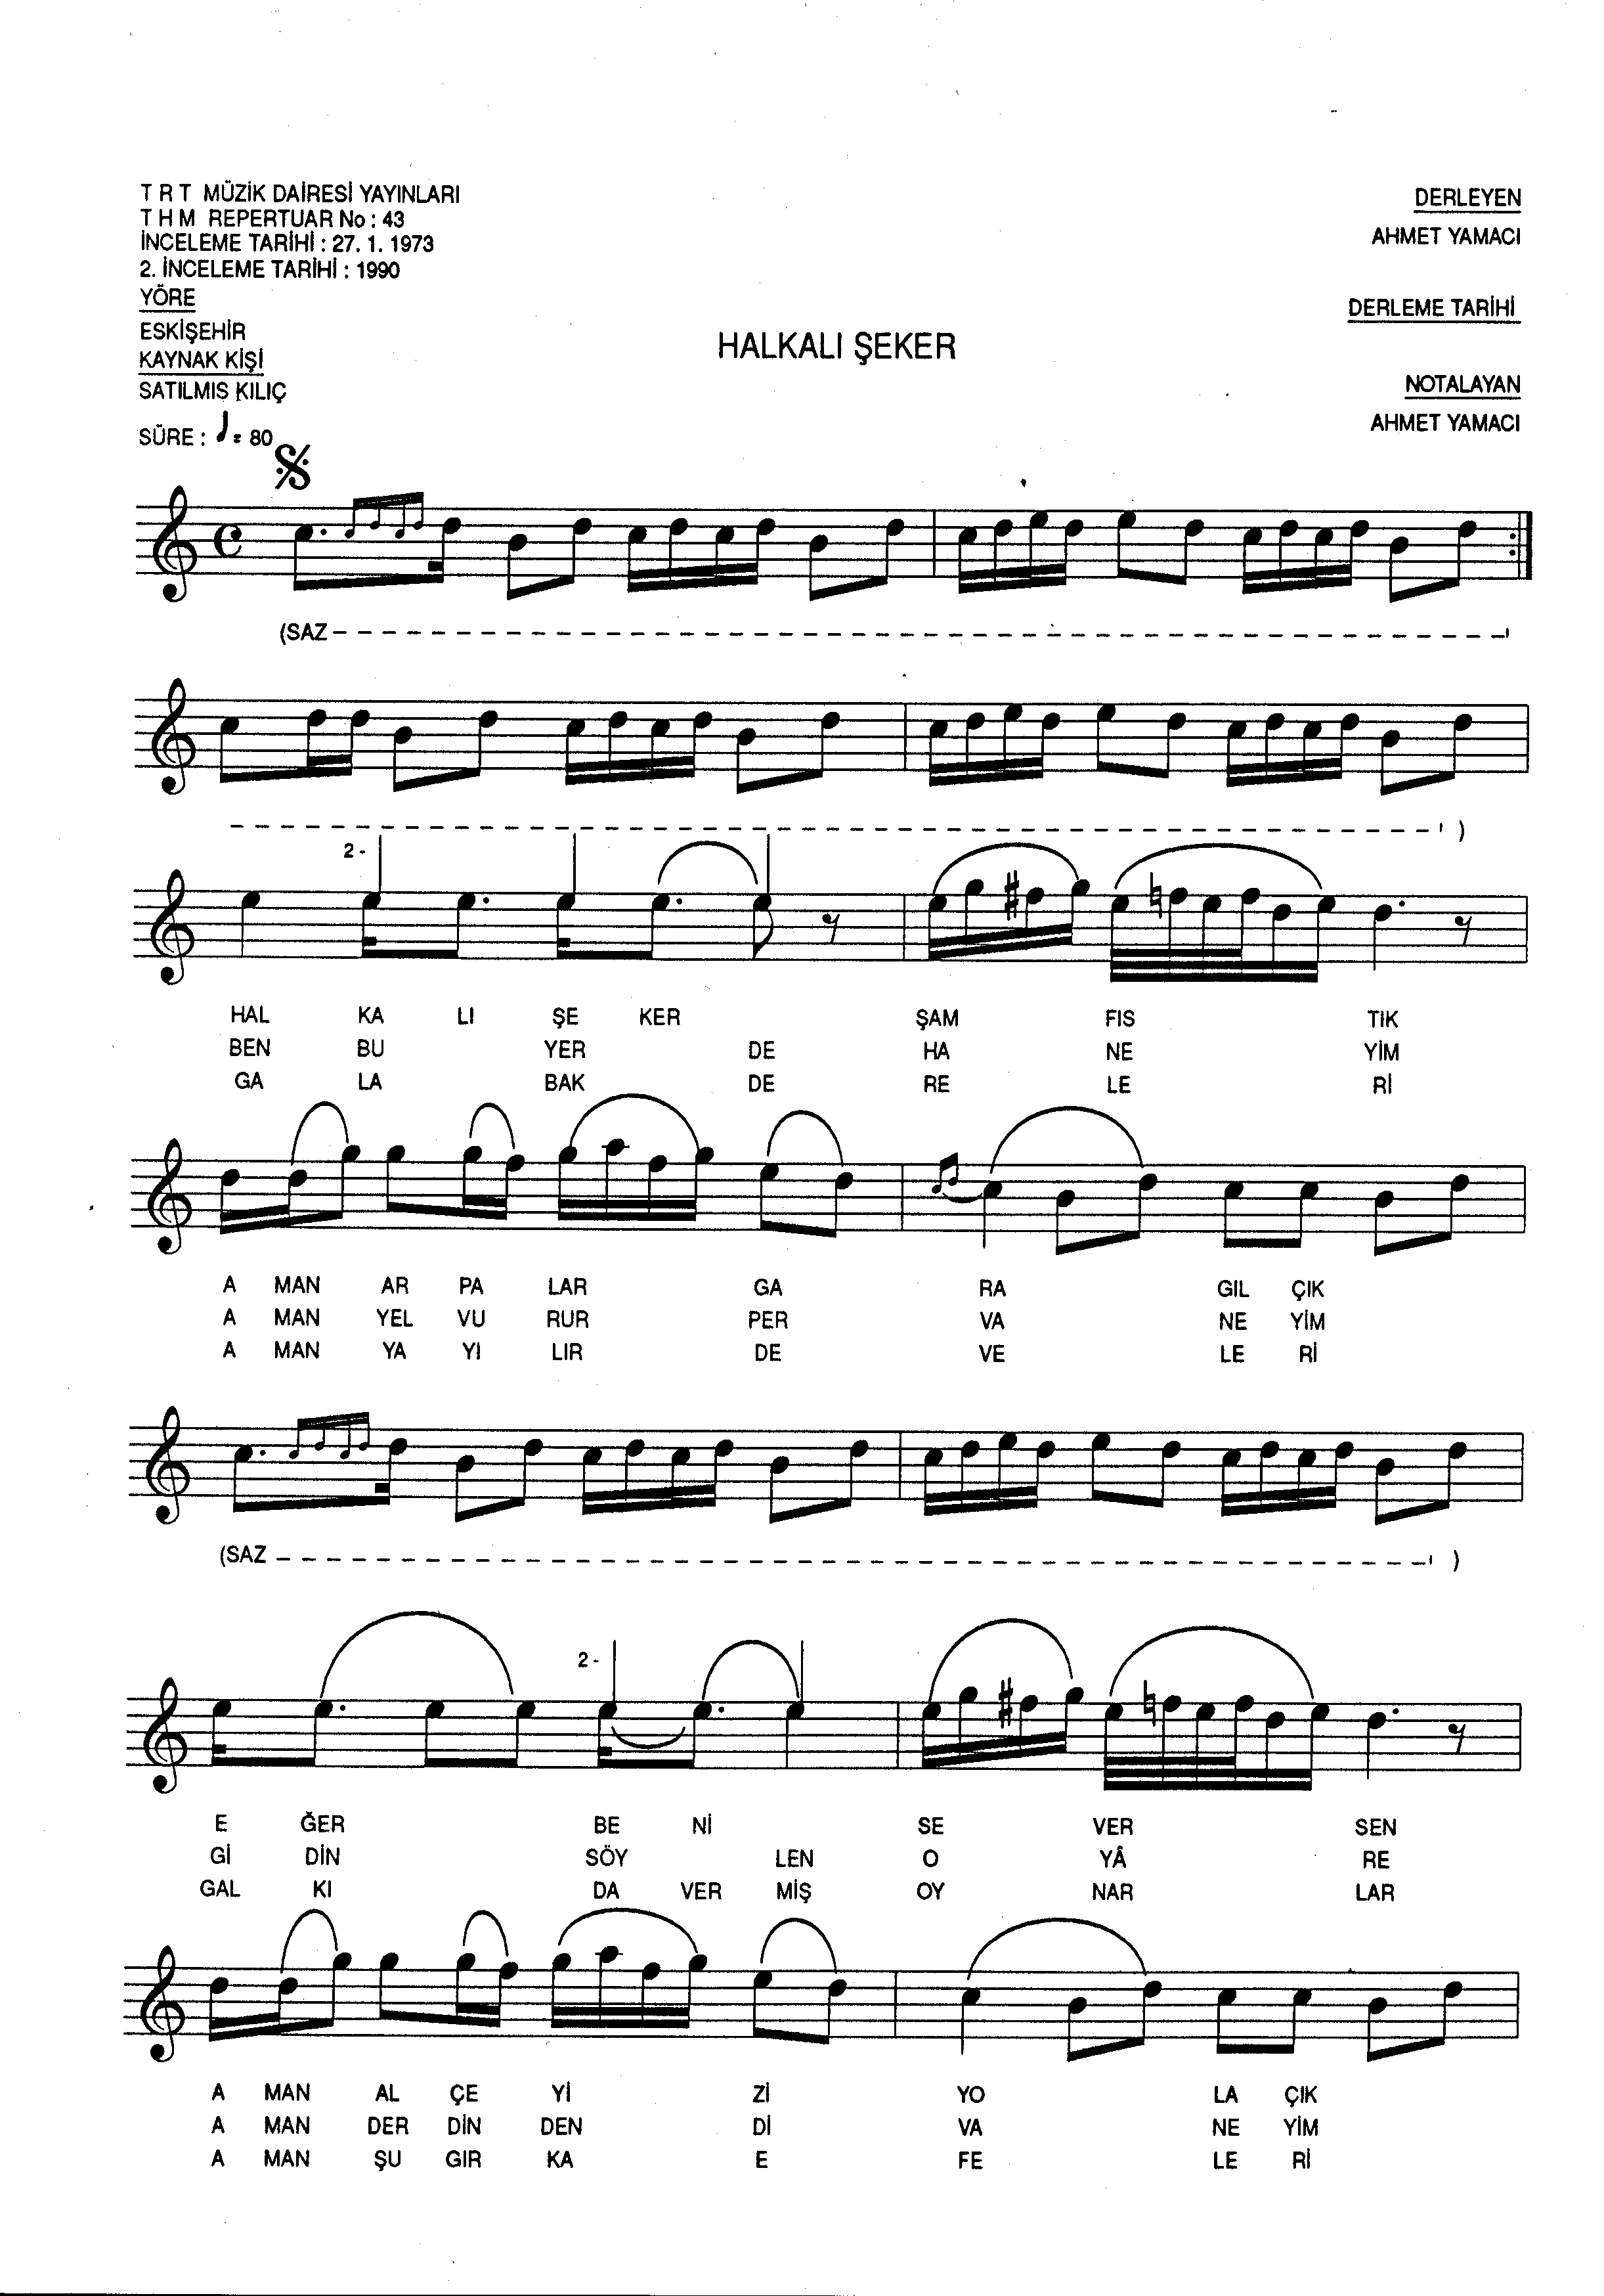 T R T MÜZİK DAİRESİ YAYINLARI
T H M REPERTUAR No : 43
İNCELEME TARİHİ : 27. 1. 1973
2. İNCELEME TARİHİ : 1990
YÖRE
ESKİŞEHİR
KAYNAK KİŞİ
SATILMIS KILIÇ
SÜRE : = 80
HALKALI ŞEKER
DERLEYEN
AHMET YAMACI
DERLEME TARİHİ
NOTALAYAN
AHMET YAMACI
(SAZ
)
2 -
HAL KA LI ŞE KER ŞAM FIS TIK
BEN BU YER DE HA NE YİM
GA LA BAK DE RE LE Rİ
A MAN AR PA LAR GA RA GIL ÇIK
A MAN YEL VU RUR PER VA NE YİM
A MAN YA YI LIR DE VE LE Rİ
(SAZ )
2 -
E ĞER BE Nİ SE VER SEN
Gİ DİN SÖY LEN O YÂ RE
GAL KI DA VER MİŞ OY NAR LAR
A MAN AL ÇE Yİ Zİ YO LA ÇIK
A MAN DER DİN DEN Dİ VA NE YİM
A MAN ŞU GIR KA E FE LE Rİ